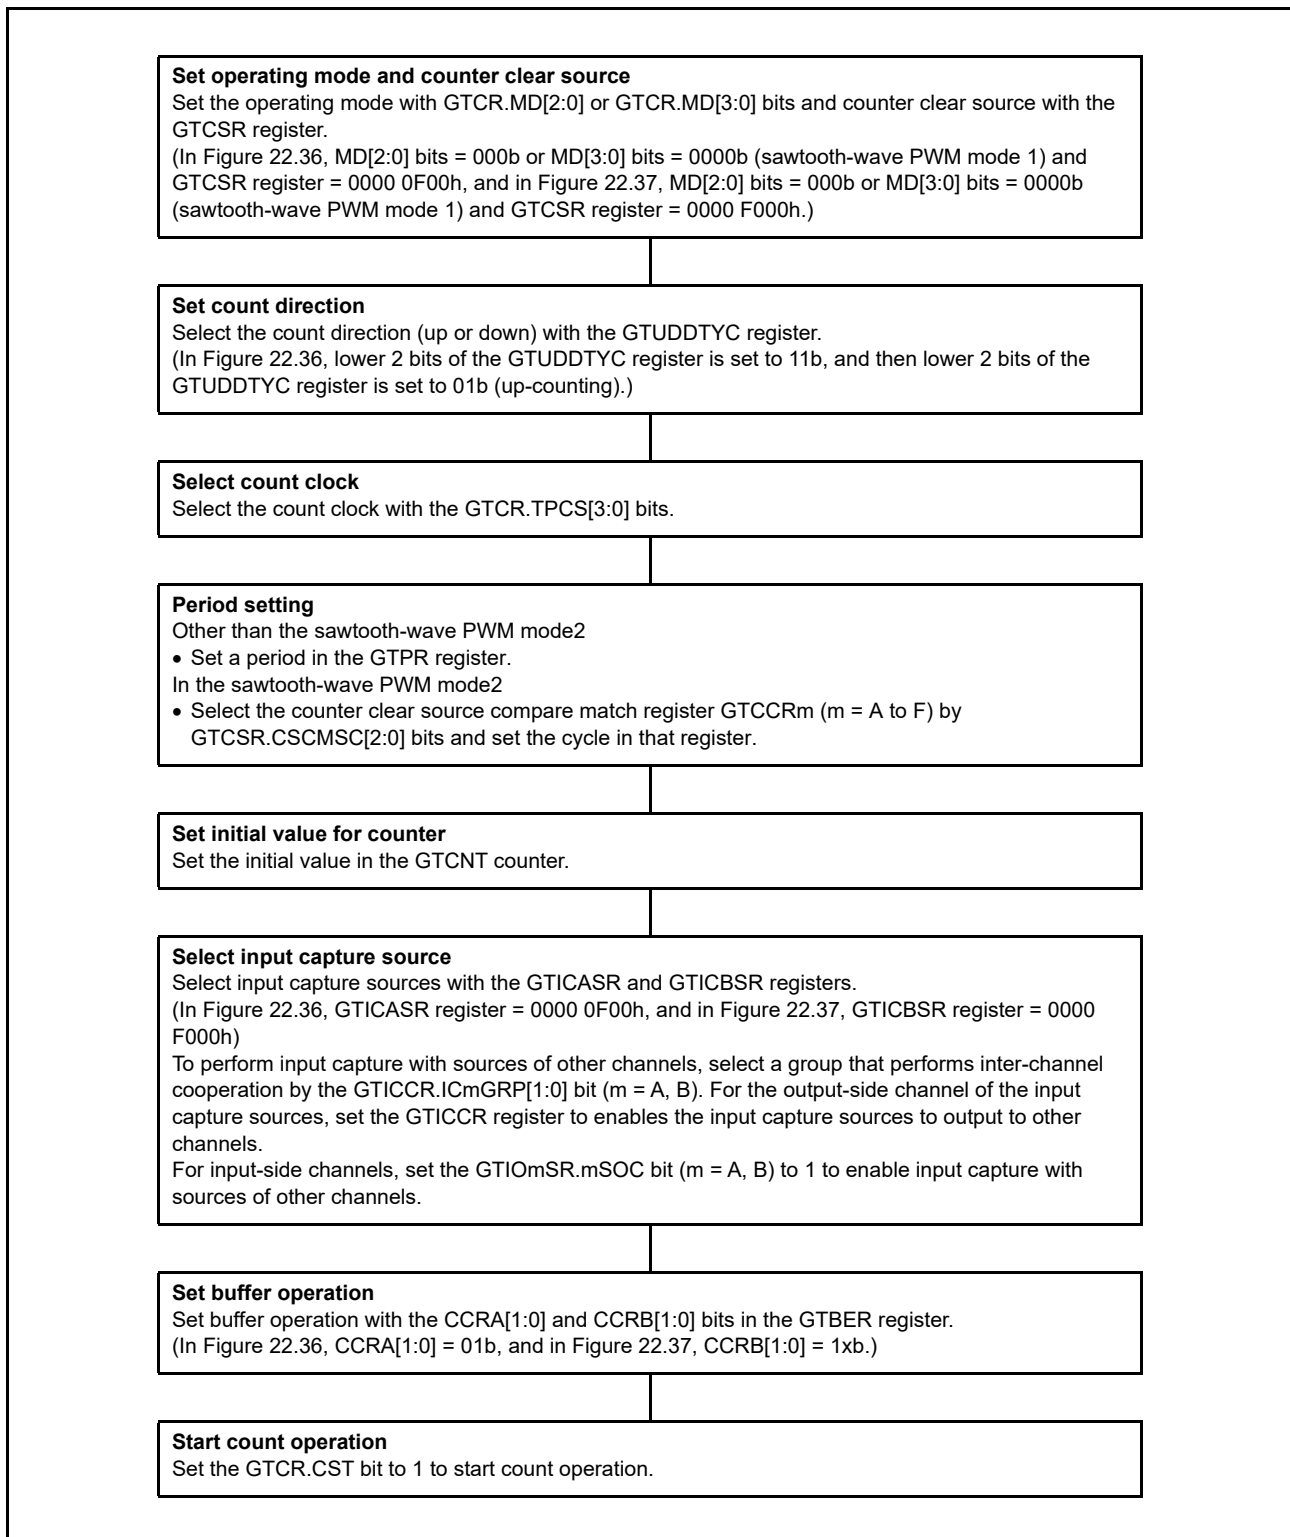 Set operating mode and counter clear source
Set the operating mode with GTCR.MD[2:0] or GTCR.MD[3:0] bits and counter clear source with the
GTCSR register.
(In Figure 22.36, MD[2:0] bits = 000b or MD[3:0] bits = 0000b (sawtooth-wave PWM mode 1) and
GTCSR register = 0000 0F00h, and in Figure 22.37, MD[2:0] bits = 000b or MD[3:0] bits = 0000b
(sawtooth-wave PWM mode 1) and GTCSR register = 0000 F000h.)
Set count direction
Select the count direction (up or down) with the GTUDDTYC register.
(In Figure 22.36, lower 2 bits of the GTUDDTYC register is set to 11b, and then lower 2 bits of the
GTUDDTYC register is set to 01b (up-counting).)
Select count clock
Select the count clock with the GTCR.TPCS[3:0] bits.
Period setting
Other than the sawtooth-wave PWM mode2
• Set a period in the GTPR register.
In the sawtooth-wave PWM mode2
• Select the counter clear source compare match register GTCCRm (m = A to F) by
GTCSR.CSCMSC[2:0] bits and set the cycle in that register.
Set initial value for counter
Set the initial value in the GTCNT counter.
Select input capture source
Select input capture sources with the GTICASR and GTICBSR registers.
(In Figure 22.36, GTICASR register = 0000 0F00h, and in Figure 22.37, GTICBSR register = 0000
F000h)
To perform input capture with sources of other channels, select a group that performs inter-channel
cooperation by the GTICCR.ICmGRP[1:0] bit (m = A, B). For the output-side channel of the input
capture sources, set the GTICCR register to enables the input capture sources to output to other
channels.
For input-side channels, set the GTIOmSR.mSOC bit (m = A, B) to 1 to enable input capture with
sources of other channels.
Set buffer operation
Set buffer operation with the CCRA[1:0] and CCRB[1:0] bits in the GTBER register.
(In Figure 22.36, CCRA[1:0] = 01b, and in Figure 22.37, CCRB[1:0] = 1xb.)
Start count operation
Set the GTCR.CST bit to 1 to start count operation.